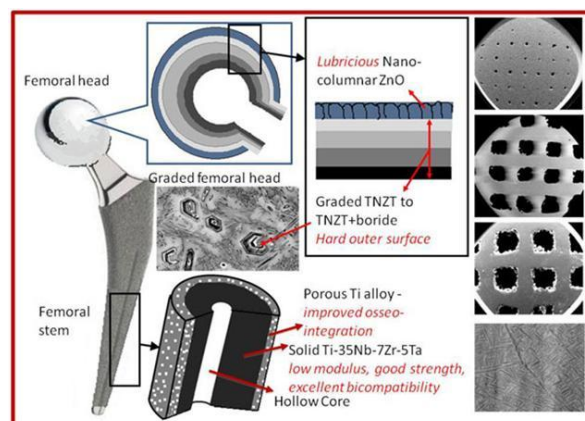 Femoral head
Lubricious Nano-
columnar ZnO
Graded femoral head
Graded TNZT to
TNZT+boride
Hard outer surface
Femoral
stem
Porous Ti alloy -
improved osseo-
integration
Solid Ti-35Nb-7Zr-5Ta
low modulus, good strength,
excellent bicompatibility
Hollow Core